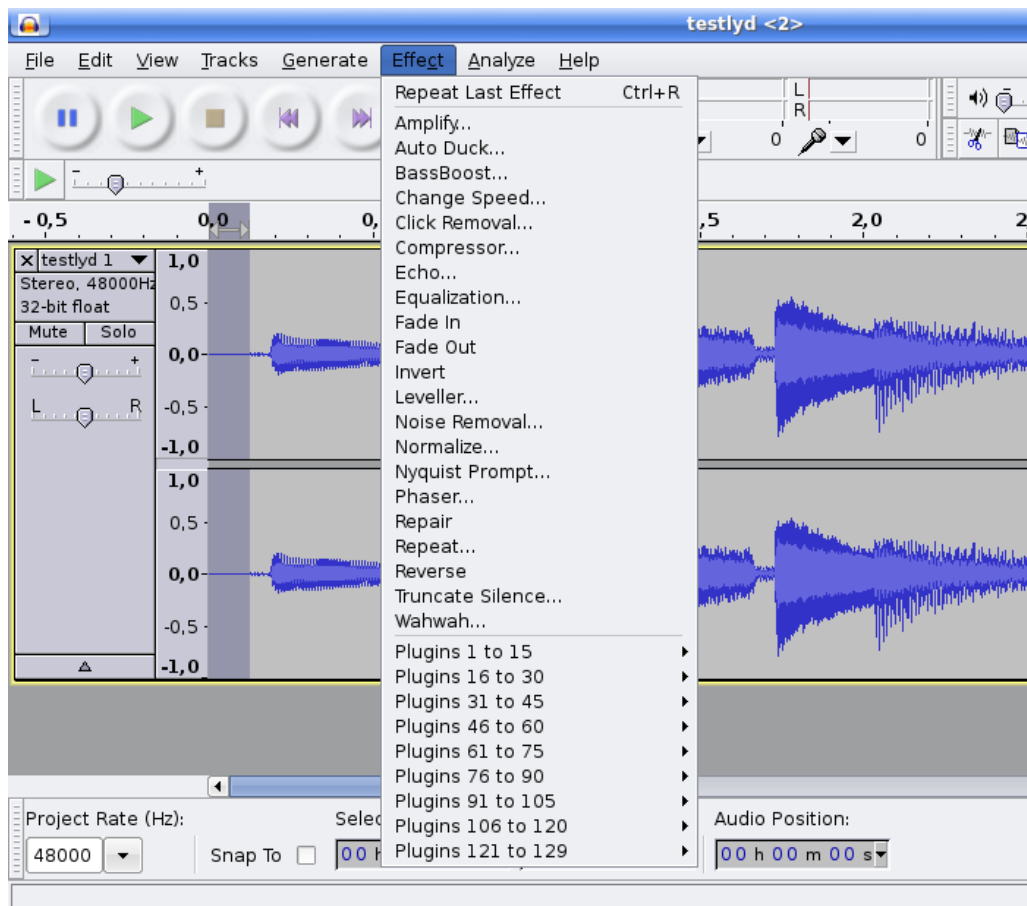 testlyd <2>
File Edit View Tracks Generate Effect Analyze Help
Repeat Last Effect Ctrl+R
Amplify...
Auto Duck...
BassBoost...
Change Speed...
Click Removal...
Compressor...
Echo...
Equalization...
Fade In
Fade Out
Invert
Leveller...
Noise Removal...
Normalize...
Nyquist Prompt...
Phaser...
Repair
Repeat...
Reverse
Truncate Silence...
Wahwah...
Plugins 1 to 15
Plugins 16 to 30
Plugins 31 to 45
Plugins 46 to 60
Plugins 61 to 75
Plugins 76 to 90
Plugins 91 to 105
Plugins 106 to 120
Plugins 121 to 129
L
R
0 0
- +
- 0,5 0,0 0, ,5 2,0 2
testlyd 1
Stereo, 48000Hz
32-bit float
Mute Solo
- +
L R
1,0
0,5
0,0
-0,5
-1,0
1,0
0,5
0,0
-0,5
-1,0
Project Rate (Hz):
48000
Snap To
Selec
00 h
Audio Position:
00 h 00 m 00 s